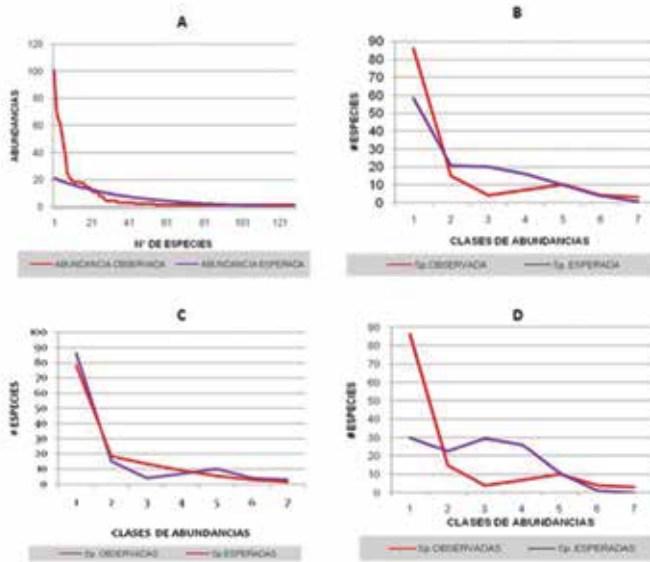 A
120
100
80
60
40
20
0
ABUNDANCIAS
1 21 41 61 81 101 121
N° DE ESPECIES
ABUNDANCIA OBSERVADA ABUNDANCIA ESPERADA
B
90
80
70
60
50
40
30
20
10
0
#ESPECIES
1 2 3 4 5 6 7
CLASES DE ABUNDANCIAS
Sp.OBSERVADA Sp. ESPERADA
C
100
90
80
70
60
50
40
30
20
10
0
# ESPECIES
1 2 3 4 5 6 7
CLASES DE ABUNDANCIAS
Sp. OBSERVADAS Sp.ESPERADAS
D
90
80
70
60
50
40
30
20
10
0
#ESPECIES
1 2 3 4 5 6 7
CLASES DE ABUNDANCIAS
Sp.OBSERVADAS Sp. ESPERADAS